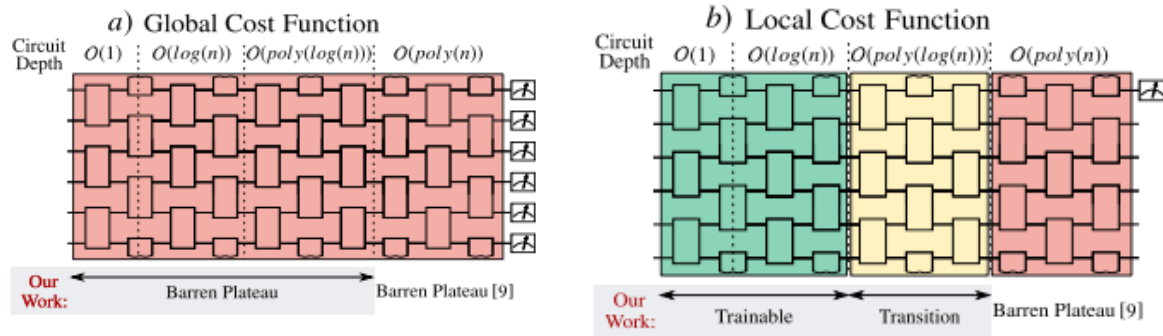 a) Global Cost Function
Circuit Depth O(1) O(log(n)) O(poly(log(n))) O(poly(n))
Our Work: Barren Plateau Barren Plateau [9]
b) Local Cost Function
Circuit Depth O(1) O(log(n)) O(poly(log(n))) O(poly(n))
Our Work: Trainable Transition Barren Plateau [9]